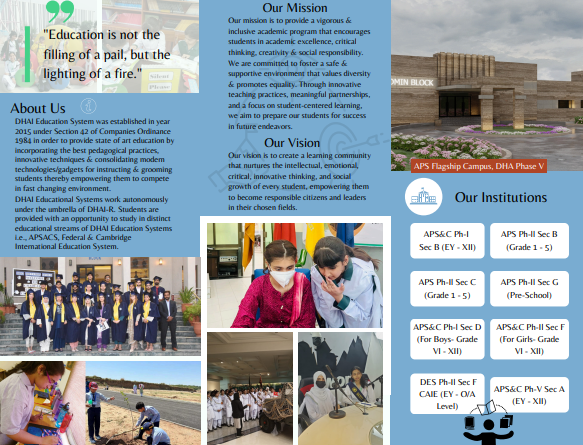 "Education is not the
filling of a pail, but the
lighting of a fire."
About Us
DHAI Education System was established in year
2015 under Section 42 of Companies Ordinance
1984 in order to provide state of art education by
incorporating the best pedagogical practices,
innovative techniques & consolidating modern
technologies/gadgets for instructing & grooming
students thereby empowering them to compete
in fast changing environment.
DHAI Educational Systems work autonomously
under the umbrella of DHAI-R. Students are
provided with an opportunity to study in distinct
educational streams of DHAI Education Systems
i.e., APSACS, Federal & Cambridge
International Education System.
Our Mission
Our mission is to provide a vigorous &
inclusive academic program that encourages
students in academic excellence, critical
thinking, creativity & social responsibility.
We are committed to foster a safe &
supportive environment that values diversity
& promotes equality. Through innovative
teaching practices, meaningful partnerships,
and a focus on student-centered learning,
we aim to prepare our students for success
in future endeavors.
Our Vision
Our vision is to create a learning community
that nurtures the intellectual, emotional,
critical, innovative thinking, and social
growth of every student, empowering them
to become responsible citizens and leaders
in their chosen fields.
DMIN BLOCK
APS Flagship Campus, DHA Phase V
Our Institutions
APS&C Ph-I
Sec B (EY - XII)
APS Ph-II Sec B
(Grade 1 - 5)
APS Ph-II Sec C
(Grade 1 - 5)
APS Ph-II Sec G
(Pre-School)
APS&C Ph-I Sec D
(For Boys- Grade
VI - XII)
APS&C Ph-II Sec F
(For Girls- Grade
VI - XII)
DES Ph-II Sec F
CAIE (EY - O/A
Level)
APS&C Ph-V Sec A
(EY - XII)